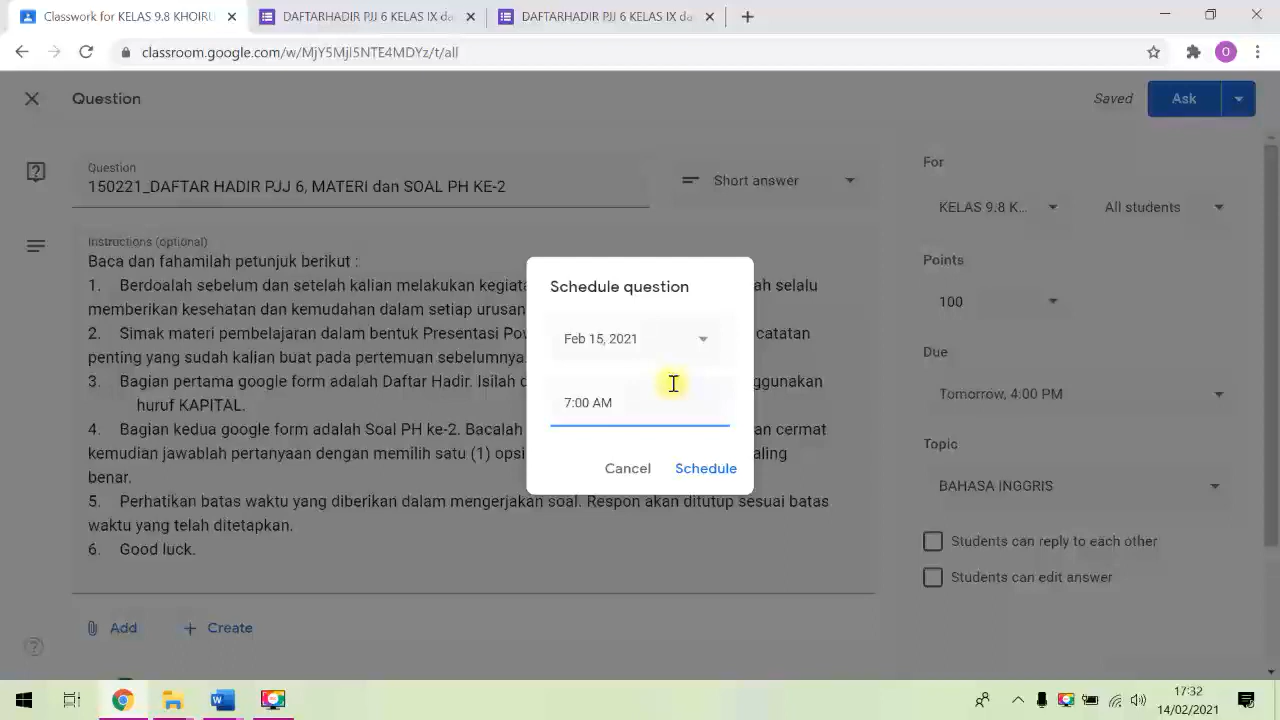 Classwork for KELAS 9.8 KHOIRU
DAFTARHADIR PJJ 6 KELAS IX da
DAFTARHADIR PJJ 6 KELAS IX da
classroom.google.com/w/MjY5MjI5NTE4MDYz/t/all
O
Question
Saved
Ask
Question
150221_DAFTAR HADIR PJJ 6, MATERI dan SOAL PH KE-2
Short answer
Instructions (optional)
Baca dan fahamilah petunjuk berikut :
1. Berdoalah sebelum dan setelah kalian melakukan kegiata ah selalu
memberikan kesehatan dan kemudahan dalam setiap urusan
2. Simak materi pembelajaran dalam bentuk Presentasi Pow catatan
penting yang sudah kalian buat pada pertemuan sebelumnya.
3. Bagian pertama google form adalah Daftar Hadir. Isilah d ggunakan
huruf KAPITAL.
4. Bagian kedua google form adalah Soal PH ke-2. Bacalah an cermat
kemudian jawablah pertanyaan dengan memilih satu (1) opsi aling
benar.
5. Perhatikan batas waktu yang diberikan dalam mengerjakan soal. Respon akan ditutup sesuai batas
waktu yang telah ditetapkan.
6. Good luck.
Add
Create
Schedule question
Feb 15, 2021
7:00 AM
Cancel
Schedule
For
KELAS 9.8 K...
All students
Points
100
Due
Tomorrow, 4:00 PM
Topic
BAHASA INGGRIS
Students can reply to each other
Students can edit answer
17:32
14/02/2021